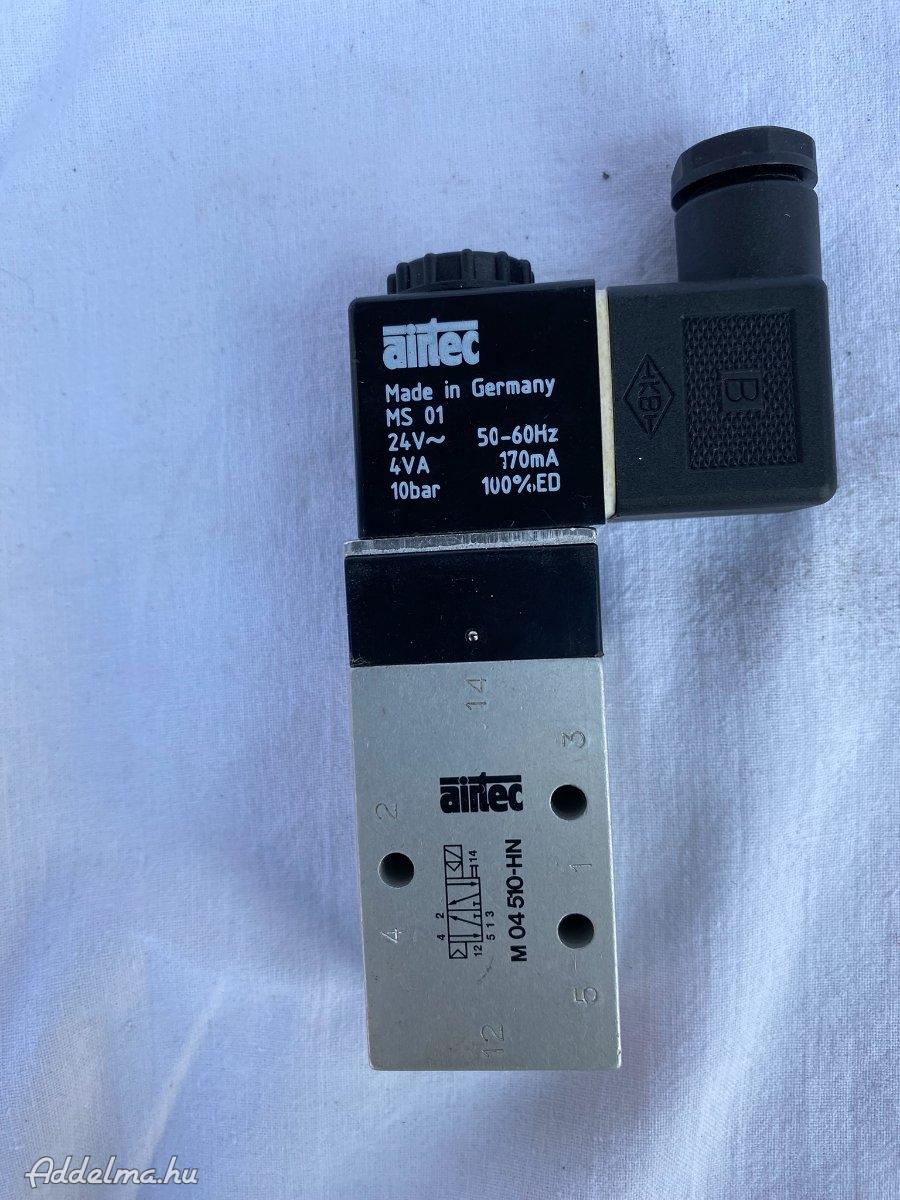 airtec
Made in Germany
MS 01
24V~ 50-60Hz
4VA 170mA
10bar 100%ED
KBL
B
14
3
2
airtec
1
4 2
14
12
5 1 3
M 04 510-HN
4
5
12
Addelma.hu